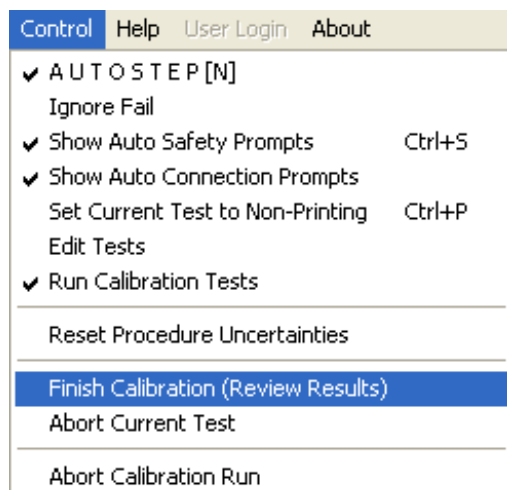 Control Help User Login About
A U T O S T E P [N]
Ignore Fail
Show Auto Safety Prompts Ctrl+S
Show Auto Connection Prompts
Set Current Test to Non-Printing Ctrl+P
Edit Tests
Run Calibration Tests
Reset Procedure Uncertainties
Finish Calibration (Review Results)
Abort Current Test
Abort Calibration Run